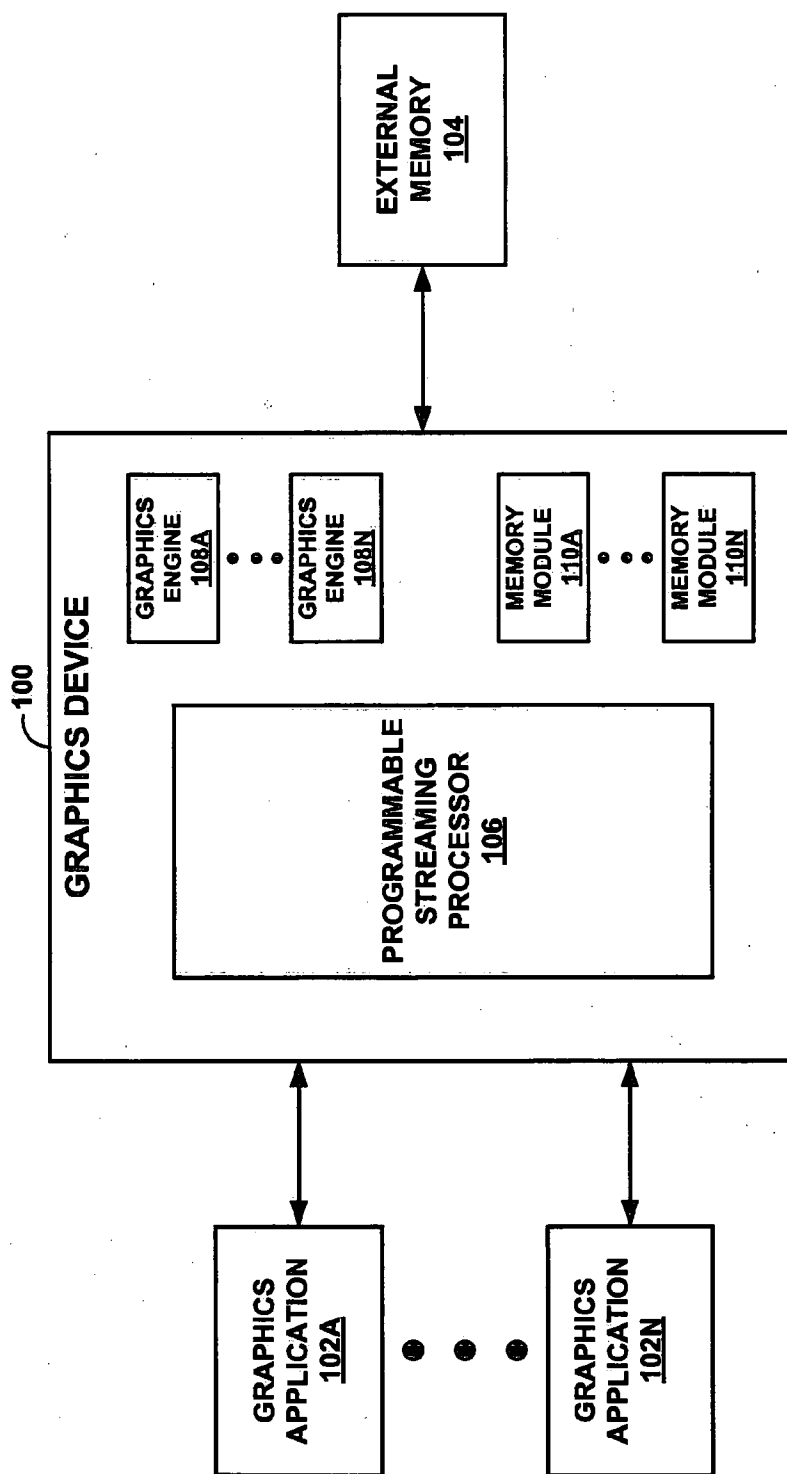 100
GRAPHICS DEVICE
GRAPHICS
APPLICATION
102A
GRAPHICS
APPLICATION
102N
PROGRAMMABLE
STREAMING
PROCESSOR
106
GRAPHICS
ENGINE
108A
GRAPHICS
ENGINE
108N
MEMORY
MODULE
110A
MEMORY
MODULE
110N
EXTERNAL
MEMORY
104